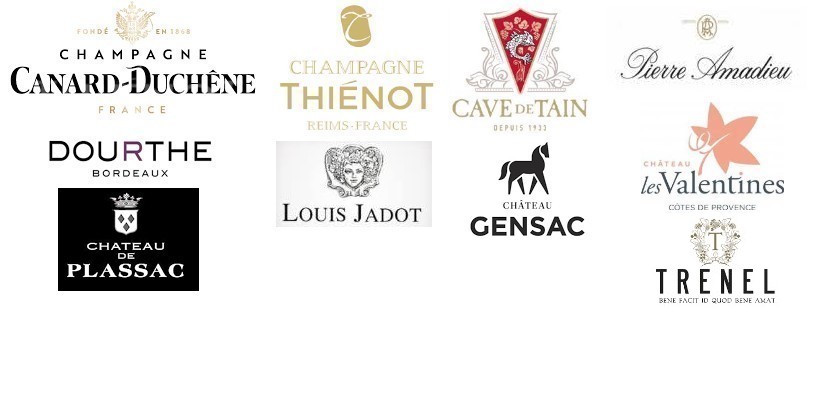 FONDÉ EN 1868
CHAMPAGNE
CANARD-DUCHÊNE
FRANCE
CHAMPAGNE
THIÉNOT
REIMS-FRANCE
CAVE DE TAIN
DEPUIS 1933
Pierre Amadieu
DOURTHE
BORDEAUX
LOUIS JADOT
CHÂTEAU
GENSAC
CHÂTEAU
les Valentines
CÔTES DE PROVENCE
CHATEAU
DE
PLASSAC
T
TRENEL
BENE FACIT ID QUOD BENE AMAT